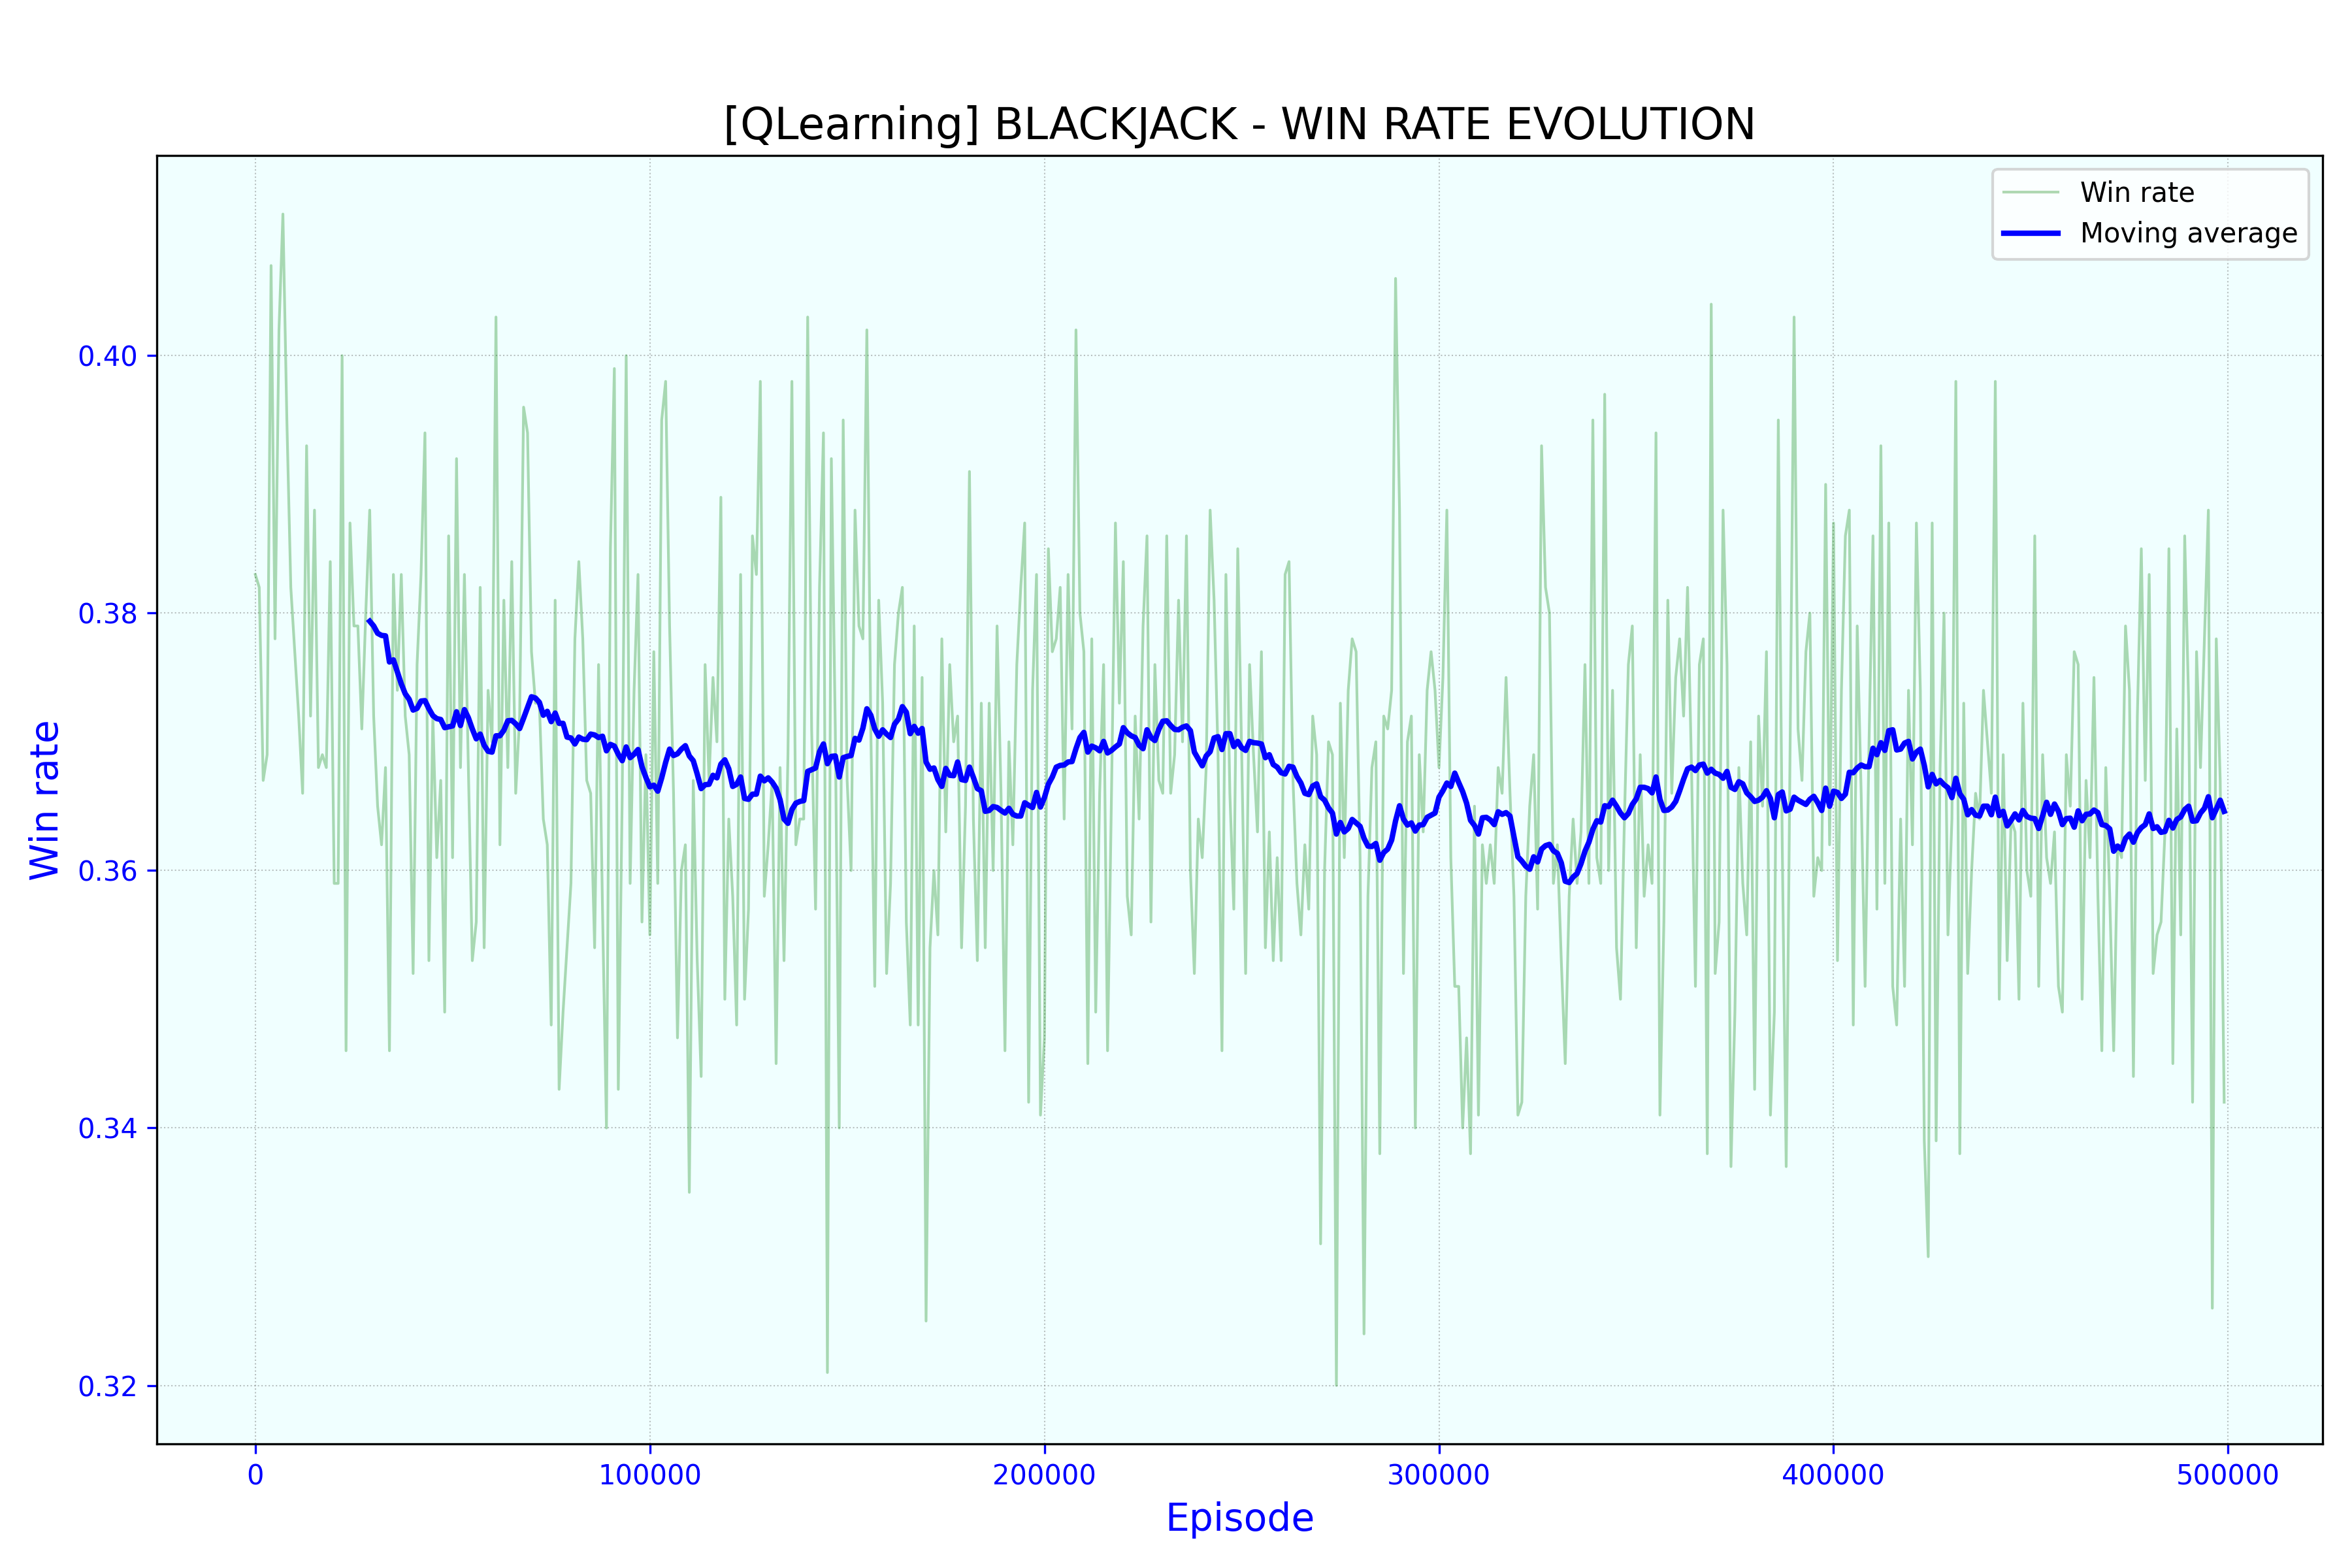 [QLearning] BLACKJACK - WIN RATE EVOLUTION
Win rate
Moving average
0.40
0.38
0.36
0.34
0.32
Win rate
0
100000
200000
300000
400000
500000
Episode